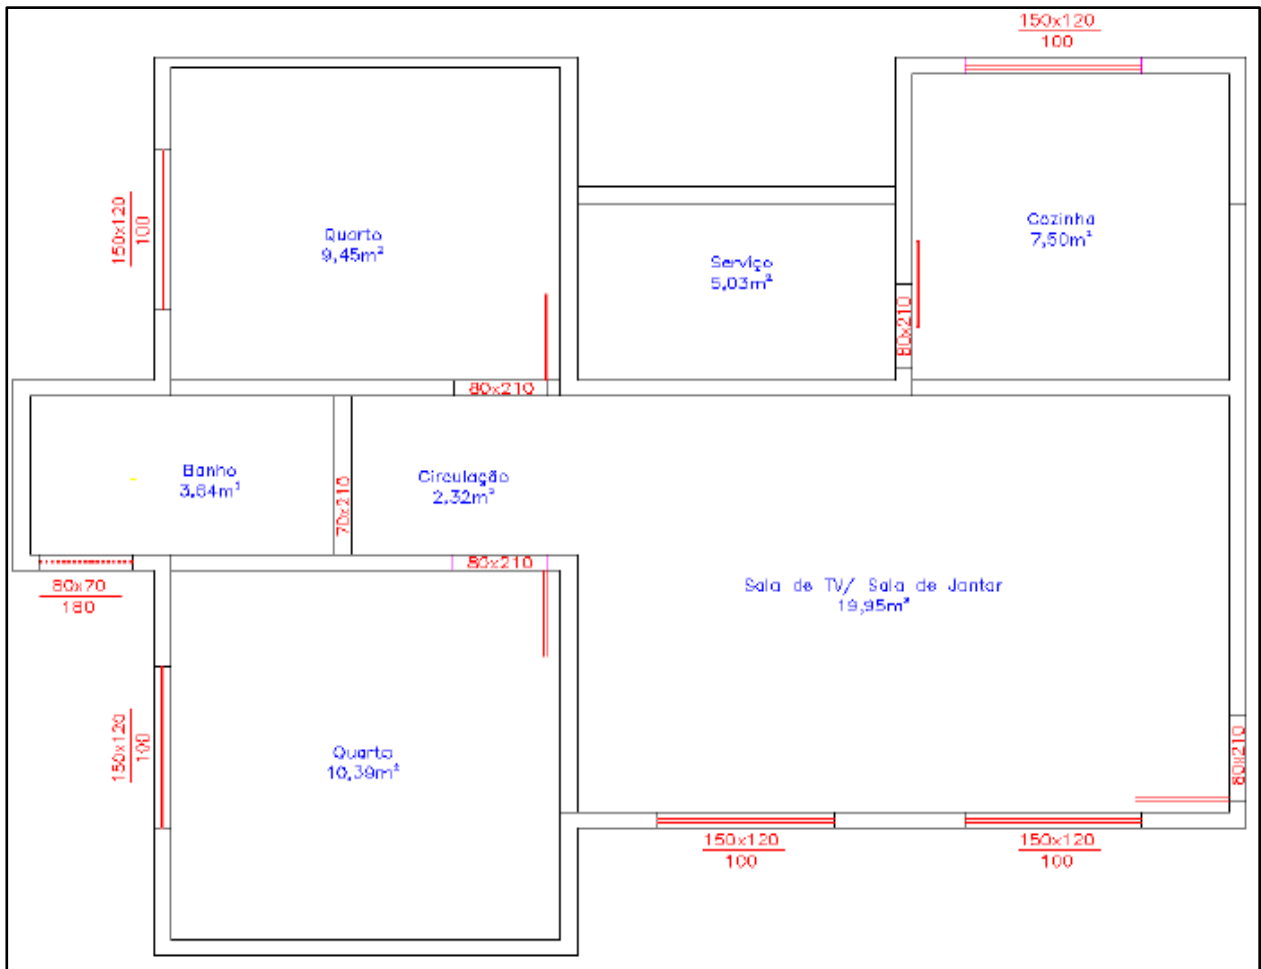 150x120
100
150x120
100
Quarto
9,45m²
Serviço
5,03m²
Cozinha
7,50m²
80x210
80x210
Banho
3,64m²
70x210
Circulação
2,32m²
80x210
80x70
180
Sala de TV/ Sala de Jantar
19,95m²
150x120
100
Quarto
10,39m²
80x210
150x120
100
150x120
100